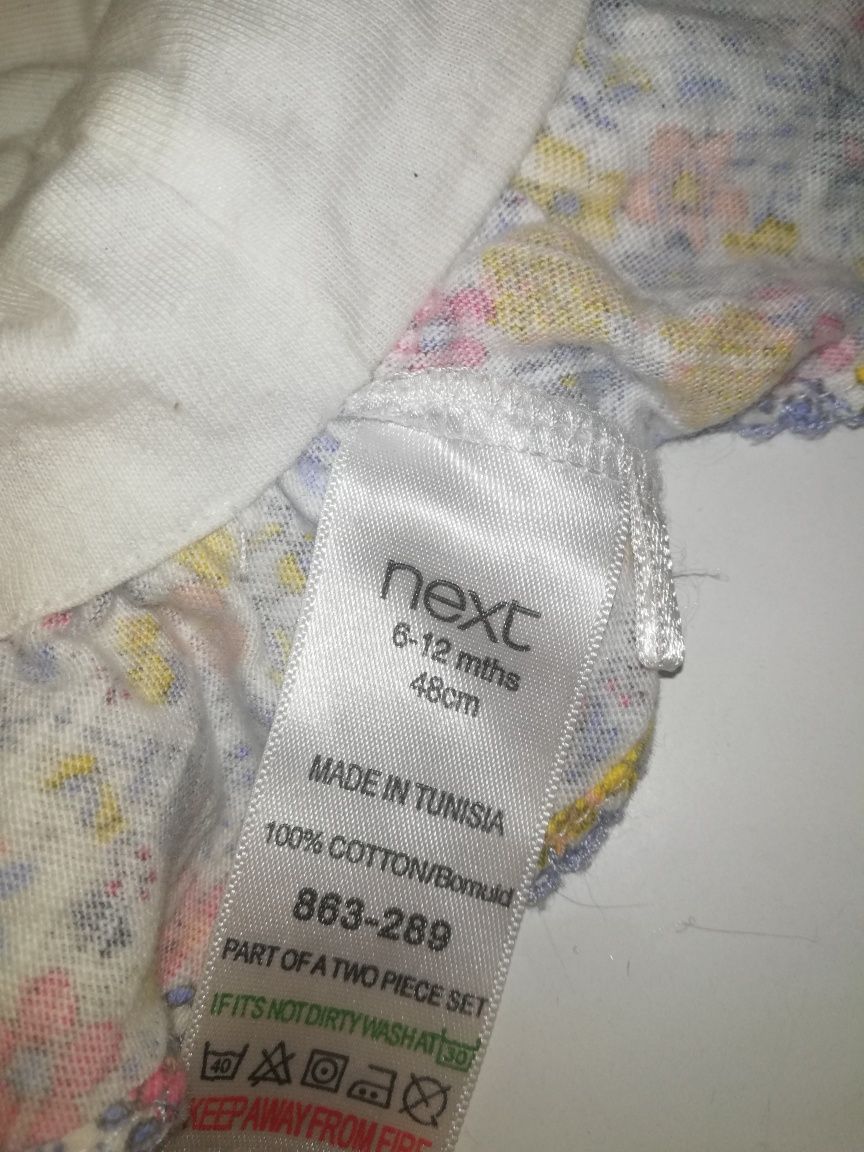 next
6-12 mths
48cm
MADE IN TUNISIA
100% COTTON/Bomuld
863-289
PART OF A TWO PIECE SET
IF ITS NOT DIRTY WASH AT 30
40
KEEP AWAY FROM FIRE